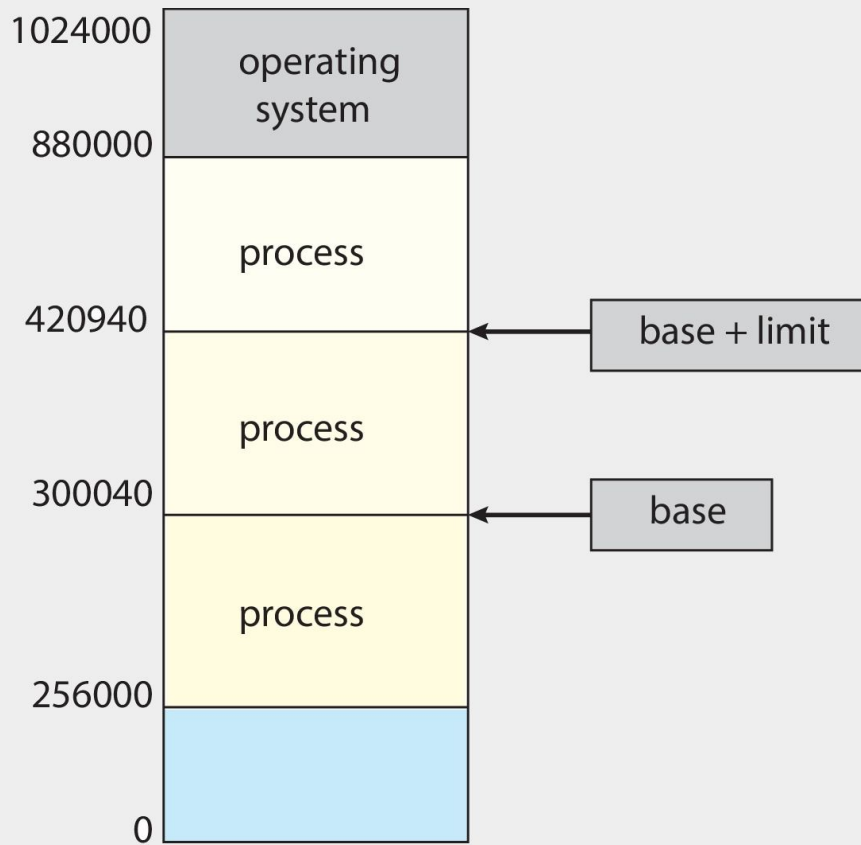 1024000
operating
system
880000
process
420940
base + limit
process
300040
base
process
256000
0